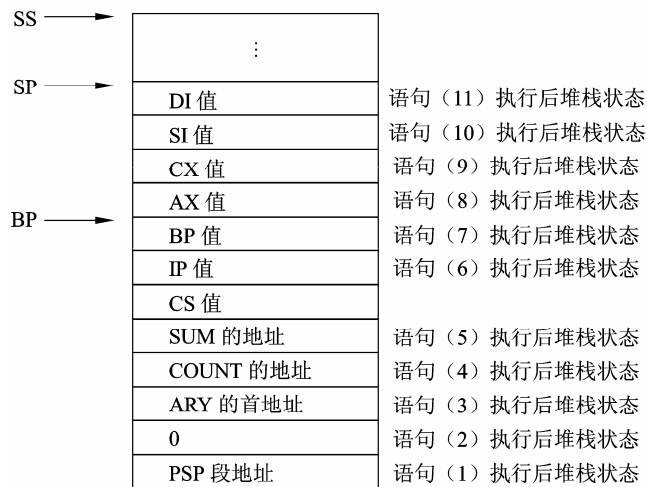 SS
⋮
SP
DI 值 语句（11）执行后堆栈状态
SI 值 语句（10）执行后堆栈状态
CX 值 语句（9）执行后堆栈状态
AX 值 语句（8）执行后堆栈状态
BP
BP 值 语句（7）执行后堆栈状态
IP 值 语句（6）执行后堆栈状态
CS 值
SUM 的地址 语句（5）执行后堆栈状态
COUNT 的地址 语句（4）执行后堆栈状态
ARY 的首地址 语句（3）执行后堆栈状态
0 语句（2）执行后堆栈状态
PSP 段地址 语句（1）执行后堆栈状态